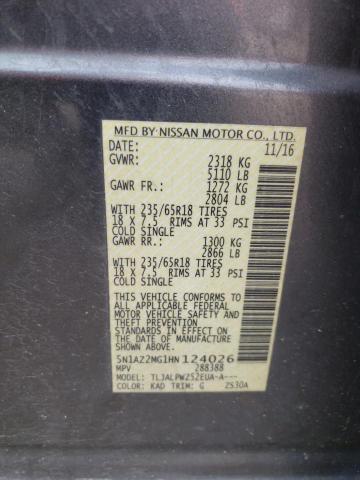 MFD BY NISSAN MOTOR CO., LTD.
DATE: 11/16
GVWR: 2318 KG
5110 LB
GAWR FR.: 1272 KG
2804 LB
WITH 235/65R18 TIRES
18 X 7.5 RIMS AT 33 PSI
COLD SINGLE
GAWR RR.: 1300 KG
2866 LB
WITH 235/65R18 TIRES
18 X 7.5 RIMS AT 33 PSI
COLD SINGLE
THIS VEHICLE CONFORMS TO
ALL APPLICABLE FEDERAL
MOTOR VEHICLE SAFETY
STANDARDS IN EFFECT ON THE
DATE OF MANUFACTURE
SHOWN ABOVE.
5N1AZ2MG1HN124026
MPV 288388
MODEL: TLJALPWZ52EUA-A---
COLOR: KAD TRIM: G ZS30A